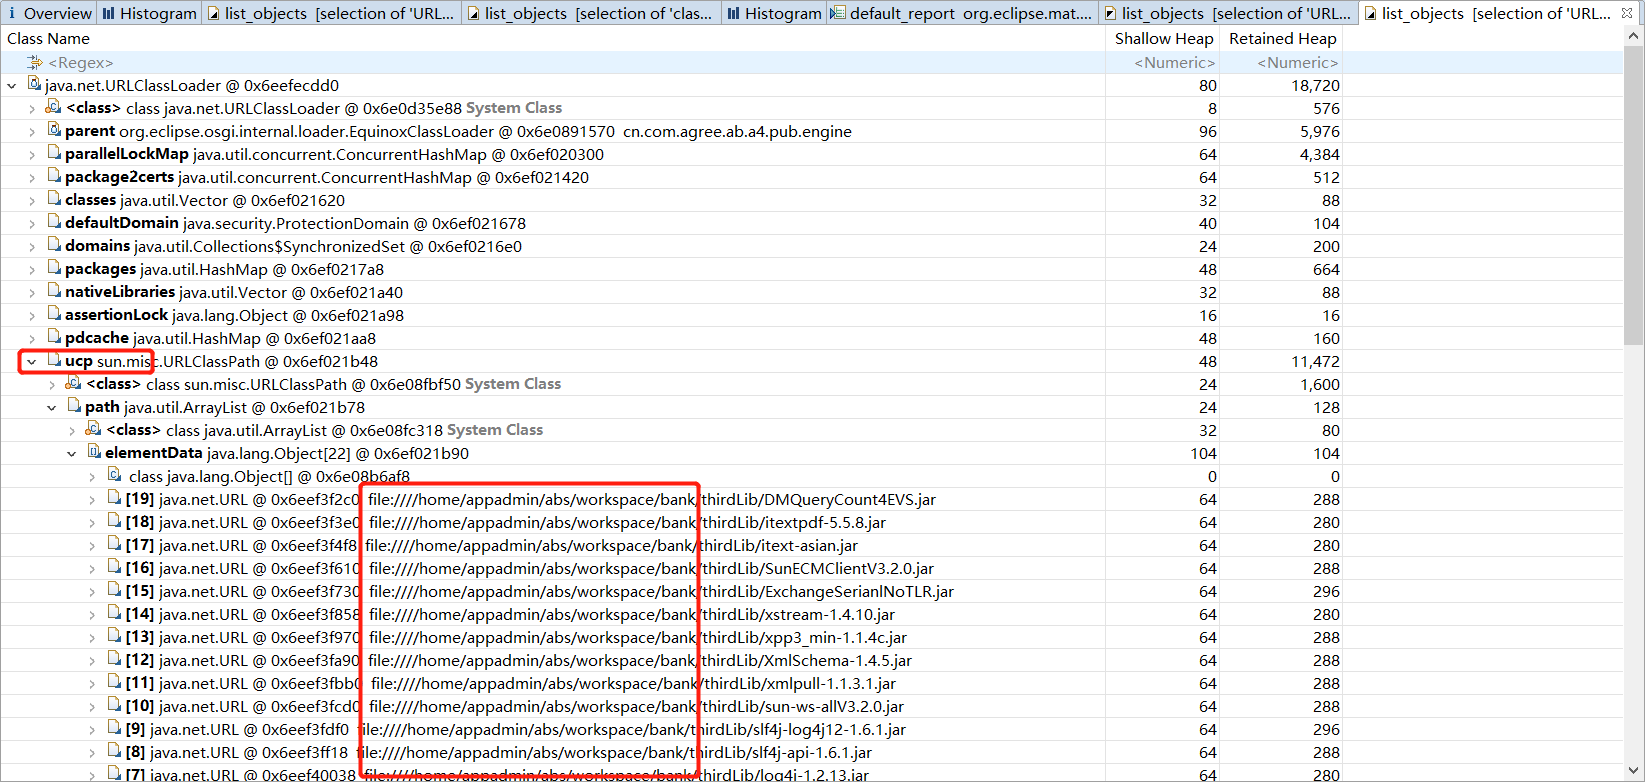 Overview Histogram list_objects [selection of 'URL... list_objects [selection of 'clas... Histogram default_report org.eclipse.mat.... list_objects [selection of 'URL... list_objects [selection of 'URL...
Class Name Shallow Heap Retained Heap
<Regex> <Numeric> <Numeric>
java.net.URLClassLoader @ 0x6eefecdd0 80 18,720
<class> class java.net.URLClassLoader @ 0x6e0d35e88 System Class 8 576
parent org.eclipse.osgi.internal.loader.EquinoxClassLoader @ 0x6e0891570 cn.com.agree.ab.a4.pub.engine 96 5,976
parallelLockMap java.util.concurrent.ConcurrentHashMap @ 0x6ef020300 64 4,384
package2certs java.util.concurrent.ConcurrentHashMap @ 0x6ef021420 64 512
classes java.util.Vector @ 0x6ef021620 32 88
defaultDomain java.security.ProtectionDomain @ 0x6ef021678 40 104
domains java.util.Collections$SynchronizedSet @ 0x6ef0216e0 24 200
packages java.util.HashMap @ 0x6ef0217a8 48 664
nativeLibraries java.util.Vector @ 0x6ef021a40 32 88
assertionLock java.lang.Object @ 0x6ef021a98 16 16
pdcache java.util.HashMap @ 0x6ef021aa8 48 160
ucp sun.misc.URLClassPath @ 0x6ef021b48 48 11,472
<class> class sun.misc.URLClassPath @ 0x6e08fbf50 System Class 24 1,600
path java.util.ArrayList @ 0x6ef021b78 24 128
<class> class java.util.ArrayList @ 0x6e08fc318 System Class 32 80
elementData java.lang.Object[22] @ 0x6ef021b90 104 104
class java.lang.Object[] @ 0x6e08b6af8 0 0
[19] java.net.URL @ 0x6eef3f2c0 file:////home/appadmin/abs/workspace/bank/thirdLib/DMQueryCount4EVS.jar 64 288
[18] java.net.URL @ 0x6eef3f3e0 file:////home/appadmin/abs/workspace/bank/thirdLib/itextpdf-5.5.8.jar 64 280
[17] java.net.URL @ 0x6eef3f4f8 file:////home/appadmin/abs/workspace/bank/thirdLib/itext-asian.jar 64 280
[16] java.net.URL @ 0x6eef3f610 file:////home/appadmin/abs/workspace/bank/thirdLib/SunECMClientV3.2.0.jar 64 288
[15] java.net.URL @ 0x6eef3f730 file:////home/appadmin/abs/workspace/bank/thirdLib/ExchangeSerianlNoTLR.jar 64 296
[14] java.net.URL @ 0x6eef3f858 file:////home/appadmin/abs/workspace/bank/thirdLib/xstream-1.4.10.jar 64 280
[13] java.net.URL @ 0x6eef3f970 file:////home/appadmin/abs/workspace/bank/thirdLib/xpp3_min-1.1.4c.jar 64 288
[12] java.net.URL @ 0x6eef3fa90 file:////home/appadmin/abs/workspace/bank/thirdLib/XmlSchema-1.4.5.jar 64 288
[11] java.net.URL @ 0x6eef3fbb0 file:////home/appadmin/abs/workspace/bank/thirdLib/xmlpull-1.1.3.1.jar 64 288
[10] java.net.URL @ 0x6eef3fcd0 file:////home/appadmin/abs/workspace/bank/thirdLib/sun-ws-allV3.2.0.jar 64 288
[9] java.net.URL @ 0x6eef3fdf0 file:////home/appadmin/abs/workspace/bank/thirdLib/slf4j-log4j12-1.6.1.jar 64 296
[8] java.net.URL @ 0x6eef3ff18 file:////home/appadmin/abs/workspace/bank/thirdLib/slf4j-api-1.6.1.jar 64 288
[7] java.net.URL @ 0x6eef40038 file:////home/appadmin/abs/workspace/bank/thirdLib/log4j-1.2.13.jar 64 280